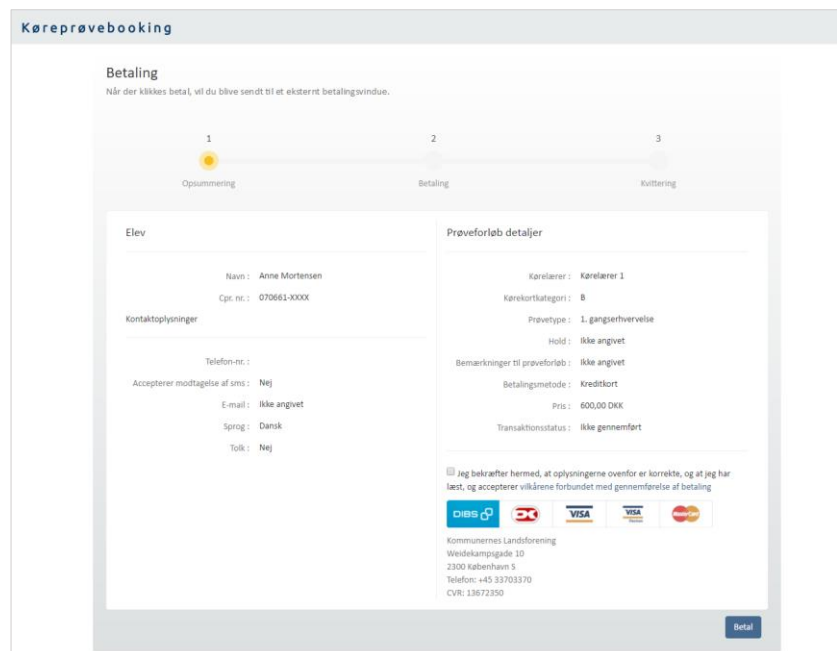 Køreprøvebooking
Betaling
Når der klikkes betal, vil du blive sendt til et eksternt betalingsvindue.
1 2 3
Opsummering Betaling Kvittering
Elev
Navn : Anne Mortensen
Cpr. nr. : 070661-XXXX
Kontaktoplysninger
Telefon-nr. :
Accepterer modtagelse af sms : Nej
E-mail : Ikke angivet
Sprog : Dansk
Tolk : Nej
Prøveforløb detaljer
Kørelærer : Kørelærer 1
Kørekortkategori : B
Prøvetype : 1. gangserhvervelse
Hold : Ikke angivet
Bemærkninger til prøveforløb : Ikke angivet
Betalingsmetode : Kreditkort
Pris : 600,00 DKK
Transaktionsstatus : Ikke gennemført
Jeg bekræfter hermed, at oplysningerne ovenfor er korrekte, og at jeg har
læst, og accepterer vilkårene forbundet med gennemførelse af betaling
DIBS VISA VISA MasterCard
Kommunernes Landsforening
Weidekampsgade 10
2300 København S
Telefon: +45 33703370
CVR: 13672350
Betal